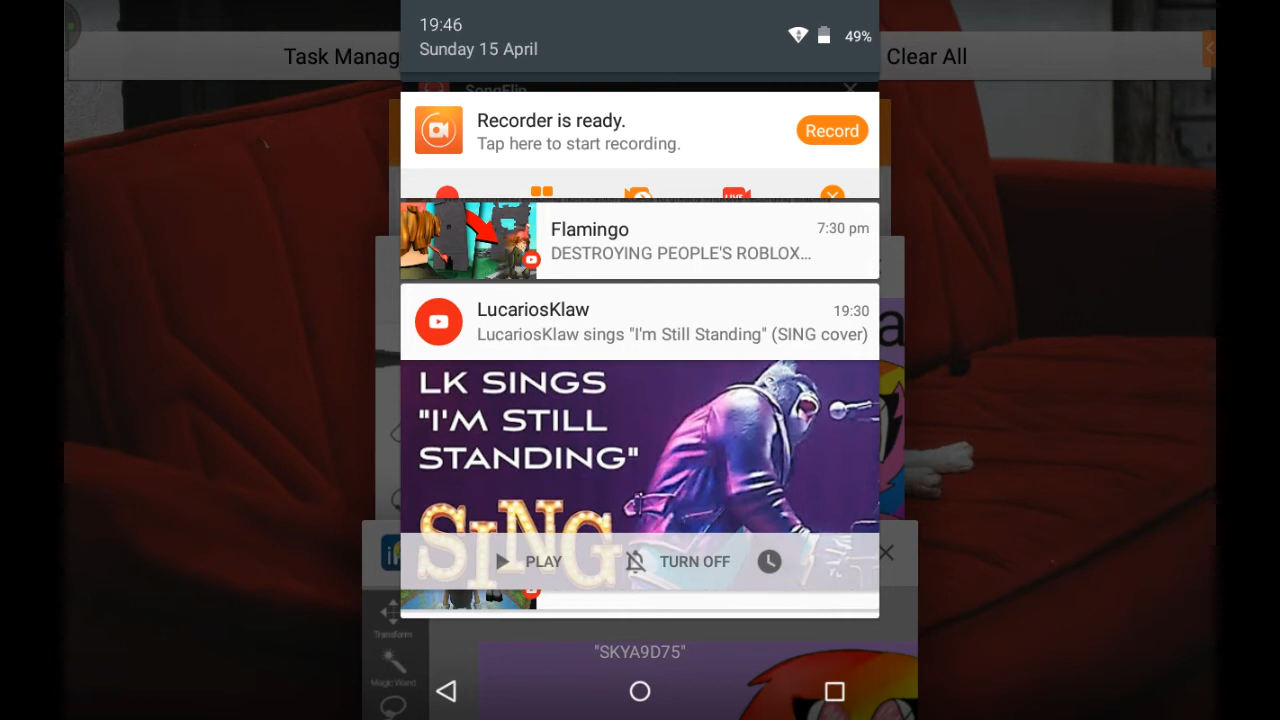 19:46
Sunday 15 April
49%
Task Manag
Clear All
SongFlip
Recorder is ready.
Tap here to start recording.
Record
LIVE
Flamingo
7:30 pm
DESTROYING PEOPLE'S ROBLOX...
LucariosKlaw
19:30
LucariosKlaw sings "I'm Still Standing" (SING cover)
LK SINGS
"I'M STILL
STANDING"
SING
PLAY
TURN OFF
Transform
Magic Wand
"SKYA9D75"